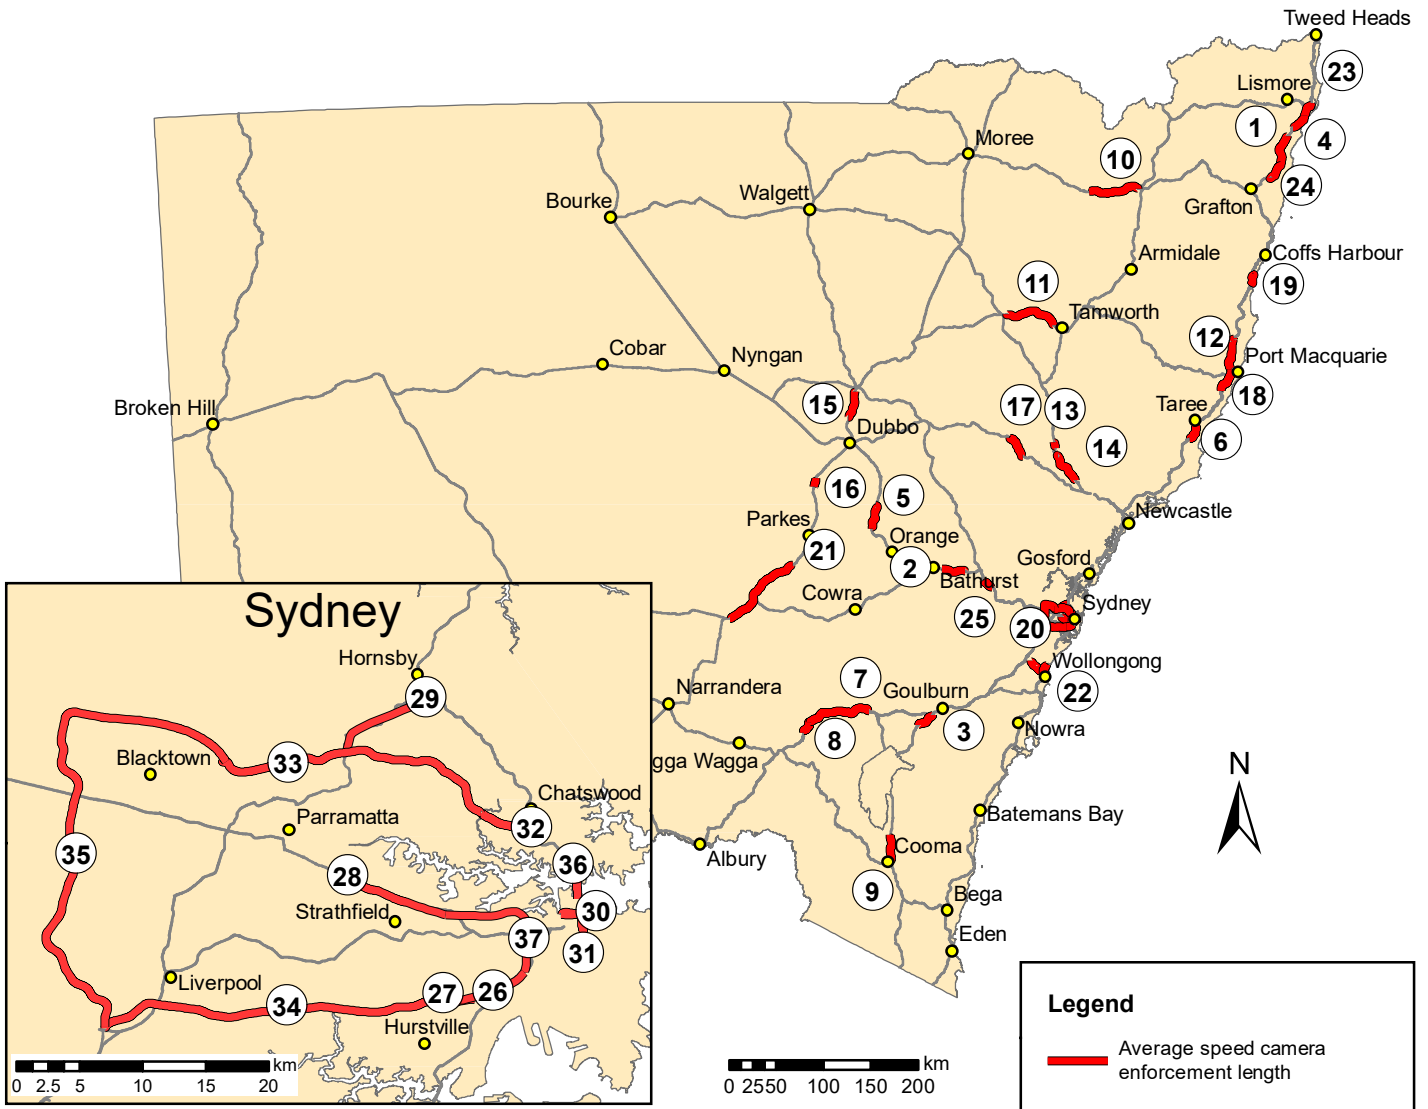 Tweed Heads
23
Lismore
1
4
Moree
10
24
Walgett
Bourke
Grafton
Armidale
Coffs Harbour
19
11
Tamworth
12
Cobar
Nyngan
Port Macquarie
18
15
17
13
Taree
Broken Hill
Dubbo
6
14
16
5
Parkes
Newcastle
21
Orange
2
Gosford
Bathurst
Cowra
25
20
Sydney
Wollongong
22
7
Narrandera
Goulburn
3
Nowra
8
gga Wagga
N
Batemans Bay
Albury
Cooma
9
Bega
Eden
Sydney
Hornsby
29
Blacktown
33
Chatswood
Parramatta
32
35
36
28
Strathfield
30
37
31
Liverpool
27
26
34
Hurstville
km
0 2.5 5 10 15 20
km
0 25 50 100 150 200
Legend
Average speed camera
enforcement length